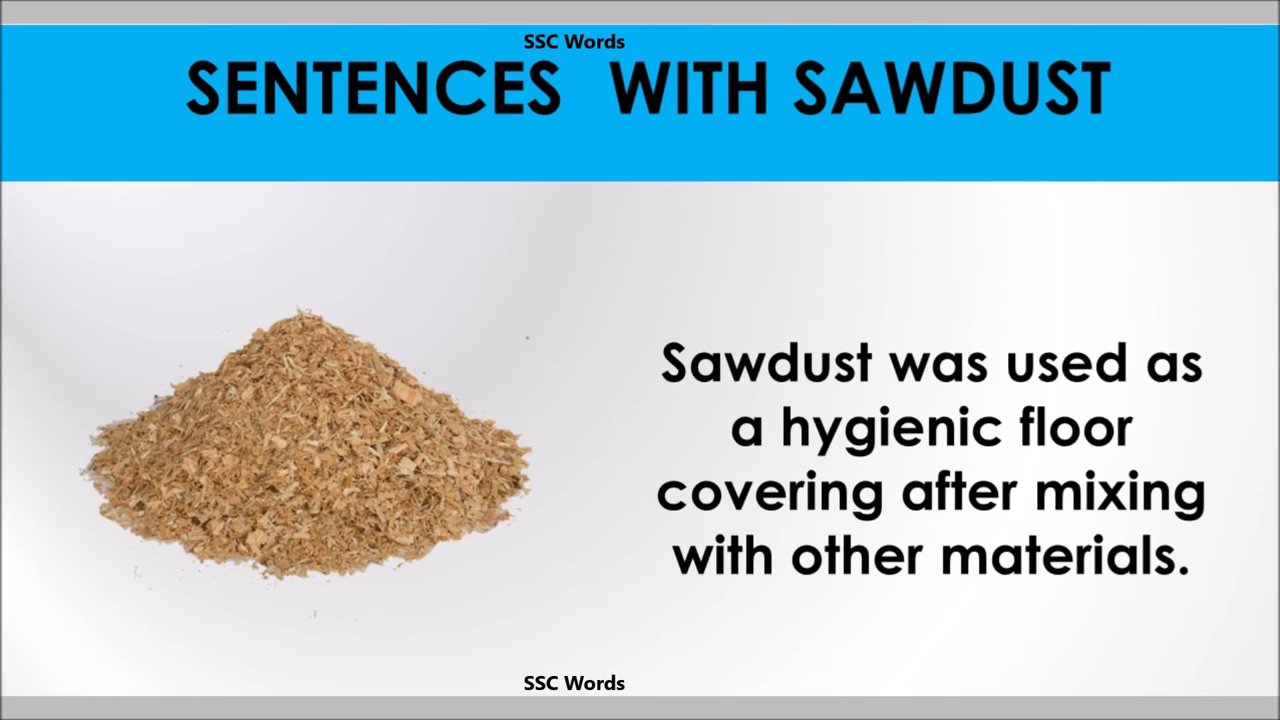 SSC Words
SENTENCES WITH SAWDUST
Sawdust was used as
a hygienic floor
covering after mixing
with other materials.
SSC Words